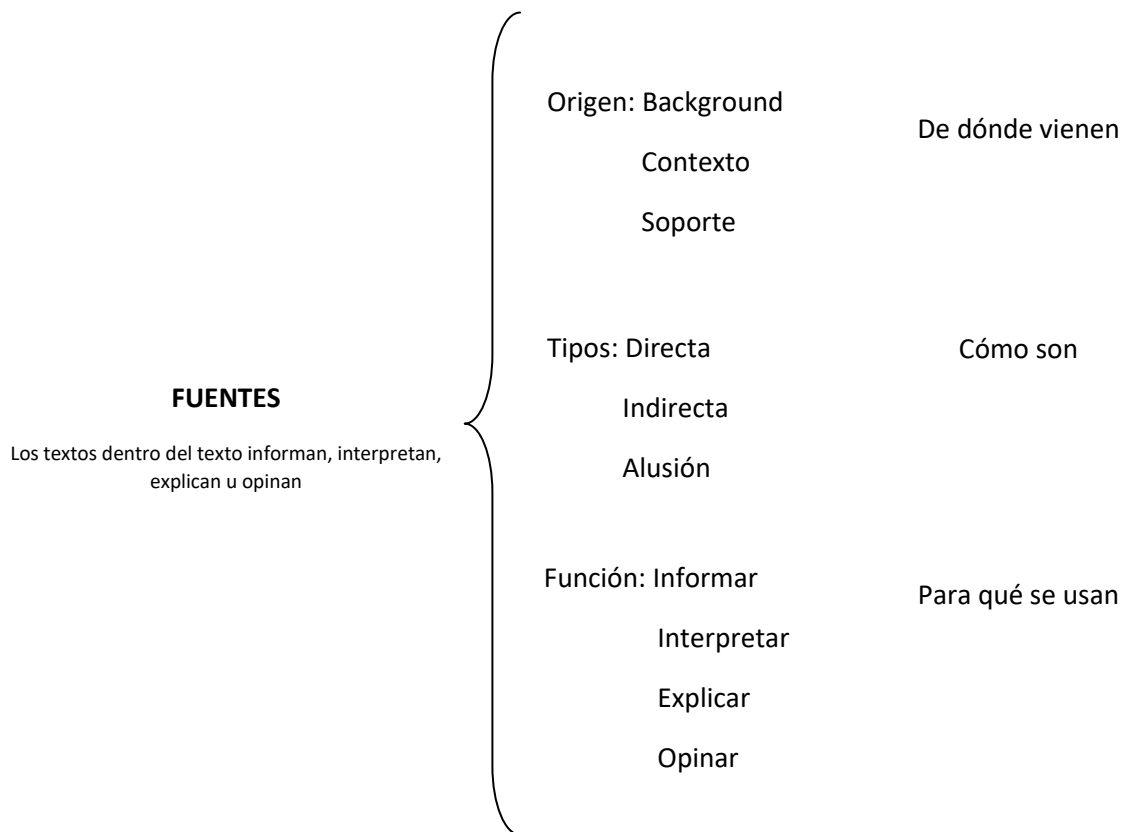 FUENTES
Los textos dentro del texto informan, interpretan,
explican u opinan
Origen: Background
Contexto
Soporte
De dónde vienen
Tipos: Directa
Indirecta
Alusión
Cómo son
Función: Informar
Interpretar
Explicar
Opinar
Para qué se usan